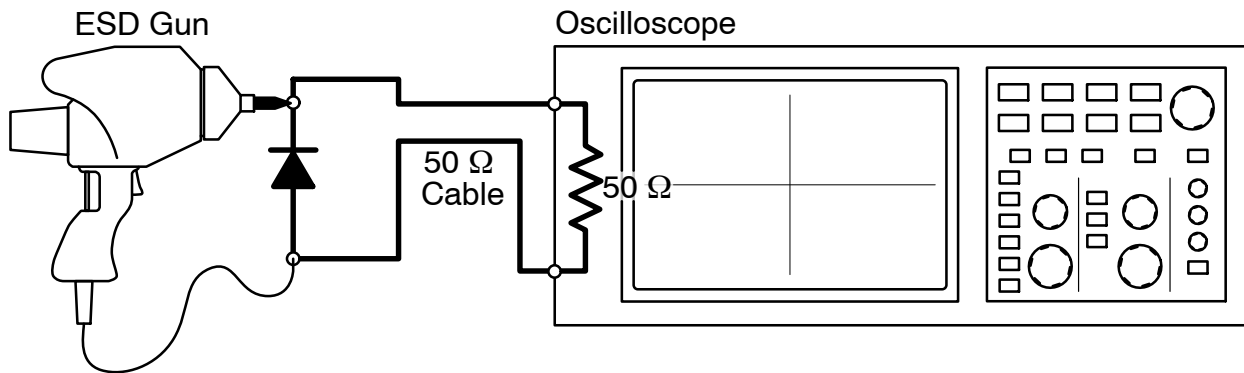 ESD Gun
Oscilloscope
50 Ω
Cable
50 Ω